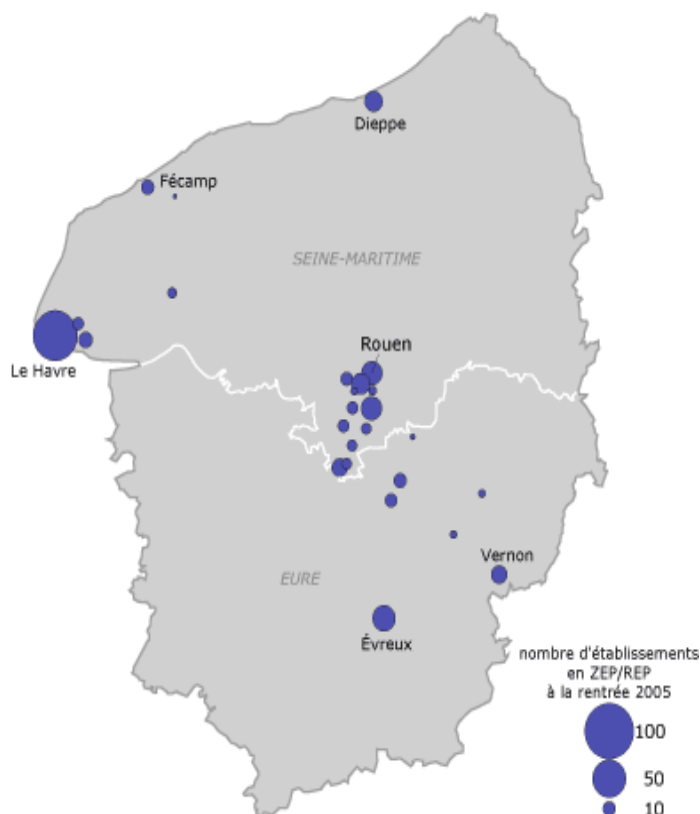 Dieppe
Fécamp
SEINE-MARITIME
Rouen
Le Havre
Vernon
EURE
Évreux
nombre d'établissements
en ZEP/REP
à la rentrée 2005
100
50
10